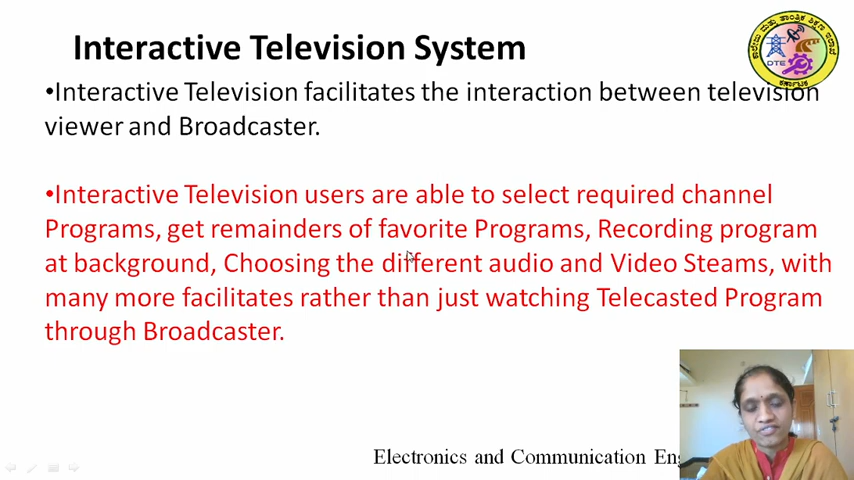 Interactive Television System
•Interactive Television facilitates the interaction between television
viewer and Broadcaster.
•Interactive Television users are able to select required channel
Programs, get remainders of favorite Programs, Recording program
at background, Choosing the different audio and Video Steams, with
many more facilitates rather than just watching Telecasted Program
through Broadcaster.
DTE
Electronics and Communication Eng